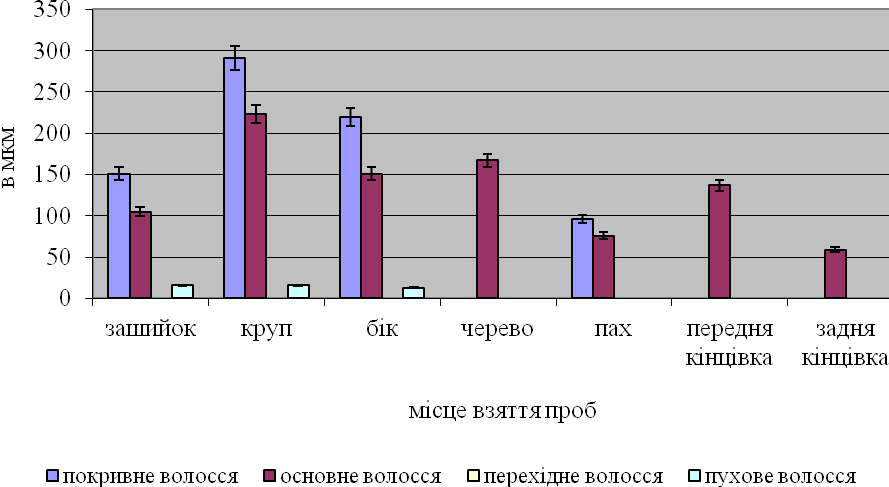 350
300
250
200
150
100
50
0
в мкм
зашийок круп бік черево пах передня кінцівка задня кінцівка
місце взяття проб
покривне волосся основне волосся перехідне волосся пухове волосся